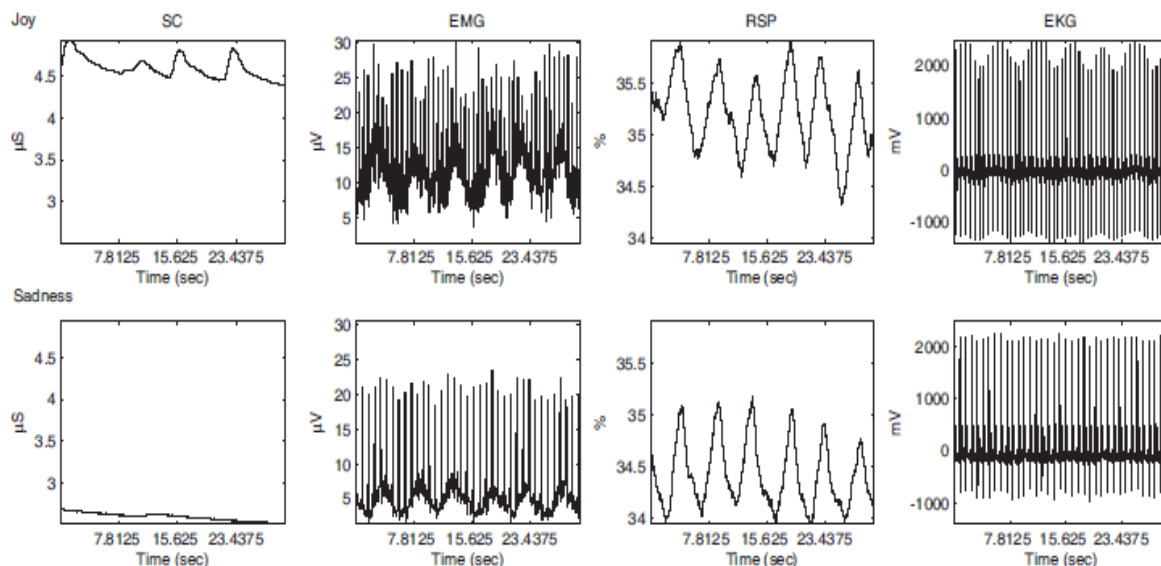 Joy
SC
EMG
RSP
EKG
µS
4.5
4
3.5
3
7.8125 15.625 23.4375
Time (sec)
µV
30
25
20
15
10
5
7.8125 15.625 23.4375
Time (sec)
%
35.5
35
34.5
34
7.8125 15.625 23.4375
Time (sec)
mV
2000
1000
0
-1000
7.8125 15.625 23.4375
Time (sec)
Sadness
µS
4.5
4
3.5
3
7.8125 15.625 23.4375
Time (sec)
µV
30
25
20
15
10
5
7.8125 15.625 23.4375
Time (sec)
%
35.5
35
34.5
34
7.8125 15.625 23.4375
Time (sec)
mV
2000
1000
0
-1000
7.8125 15.625 23.4375
Time (sec)